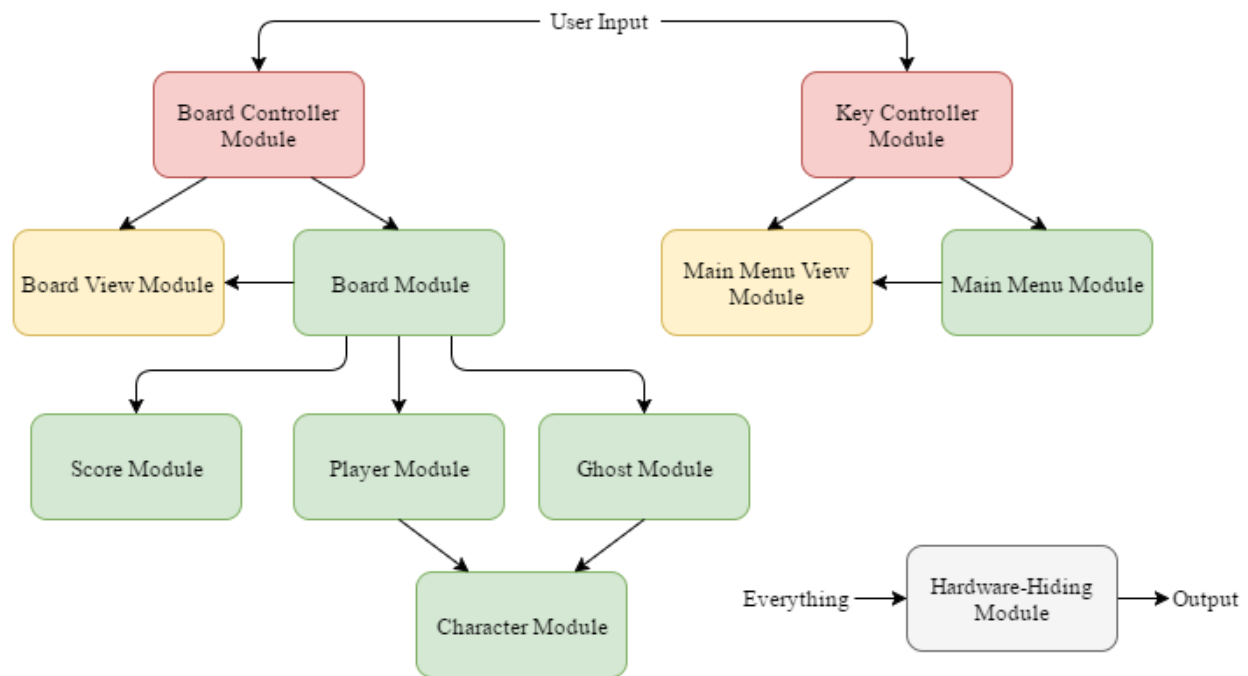 User Input
Board Controller
Module
Key Controller
Module
Board View Module
Board Module
Main Menu View
Module
Main Menu Module
Score Module
Player Module
Ghost Module
Everything
Hardware-Hiding
Module
Output
Character Module